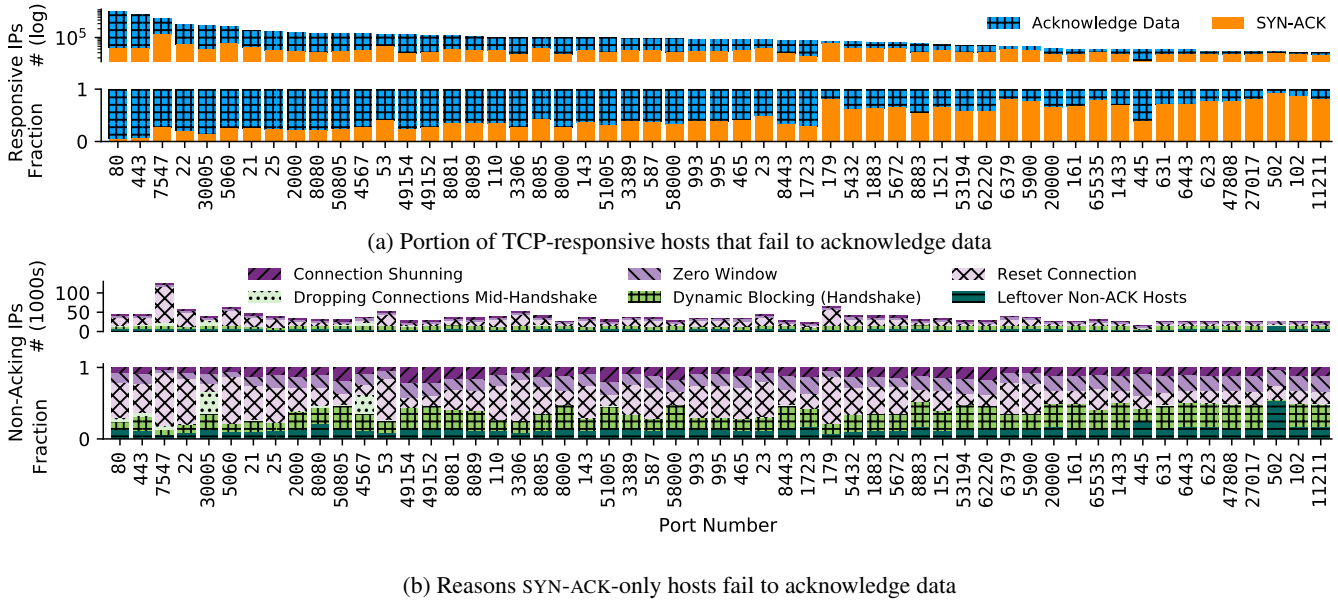 Responsive IPs
# (log)
10^5
Acknowledge Data
SYN-ACK
Fraction
1
0
80 443 7547 22 30005 5060 21 25 2000 8080 50805 4567 53 49154 49152 8081 8089 110 3306 8085 8000 143 51005 3389 587 58000 993 995 465 23 8443 1723 179 5432 1883 5672 8883 1521 53194 62220 6379 5900 20000 161 65535 1433 445 631 6443 623 47808 27017 502 102 11211
(a) Portion of TCP-responsive hosts that fail to acknowledge data
Connection Shunning
Zero Window
Reset Connection
Dropping Connections Mid-Handshake
Dynamic Blocking (Handshake)
Leftover Non-ACK Hosts
Non-Acking IPs
# (1000s)
100
50
0
Fraction
1
0
80 443 7547 22 30005 5060 21 25 2000 8080 50805 4567 53 49154 49152 8081 8089 110 3306 8085 8000 143 51005 3389 587 58000 993 995 465 23 8443 1723 179 5432 1883 5672 8883 1521 53194 62220 6379 5900 20000 161 65535 1433 445 631 6443 623 47808 27017 502 102 11211
Port Number
(b) Reasons SYN-ACK-only hosts fail to acknowledge data